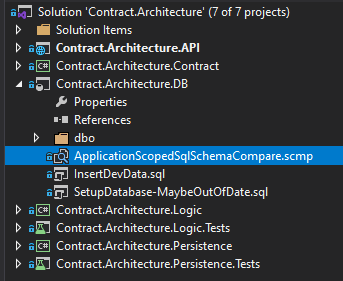 Solution 'Contract.Architecture' (7 of 7 projects)
Solution Items
Contract.Architecture.API
C# Contract.Architecture.Contract
Contract.Architecture.DB
Properties
References
dbo
ApplicationScopedSqlSchemaCompare.scmp
InsertDevData.sql
SetupDatabase-MaybeOutOfDate.sql
C# Contract.Architecture.Logic
Contract.Architecture.Logic.Tests
C# Contract.Architecture.Persistence
Contract.Architecture.Persistence.Tests